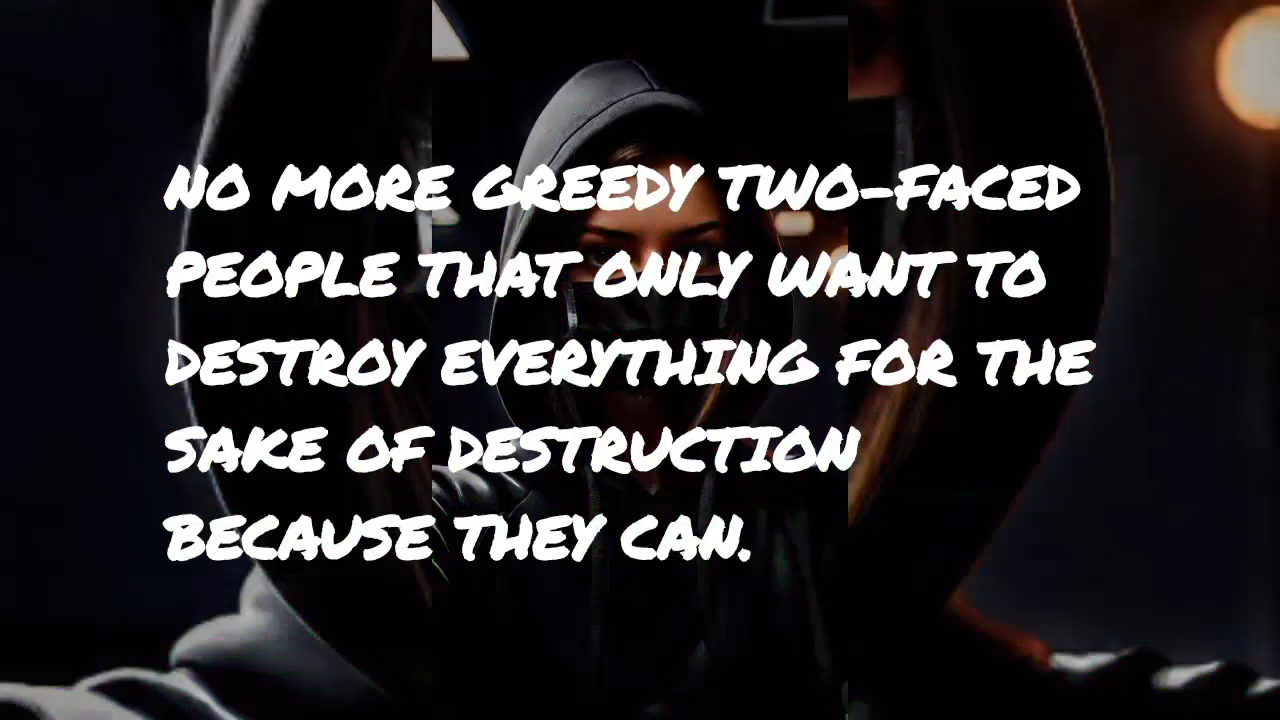 NO MORE GREEDY TWO-FACED
PEOPLE THAT ONLY WANT TO
DESTROY EVERYTHING FOR THE
SAKE OF DESTRUCTION
BECAUSE THEY CAN.